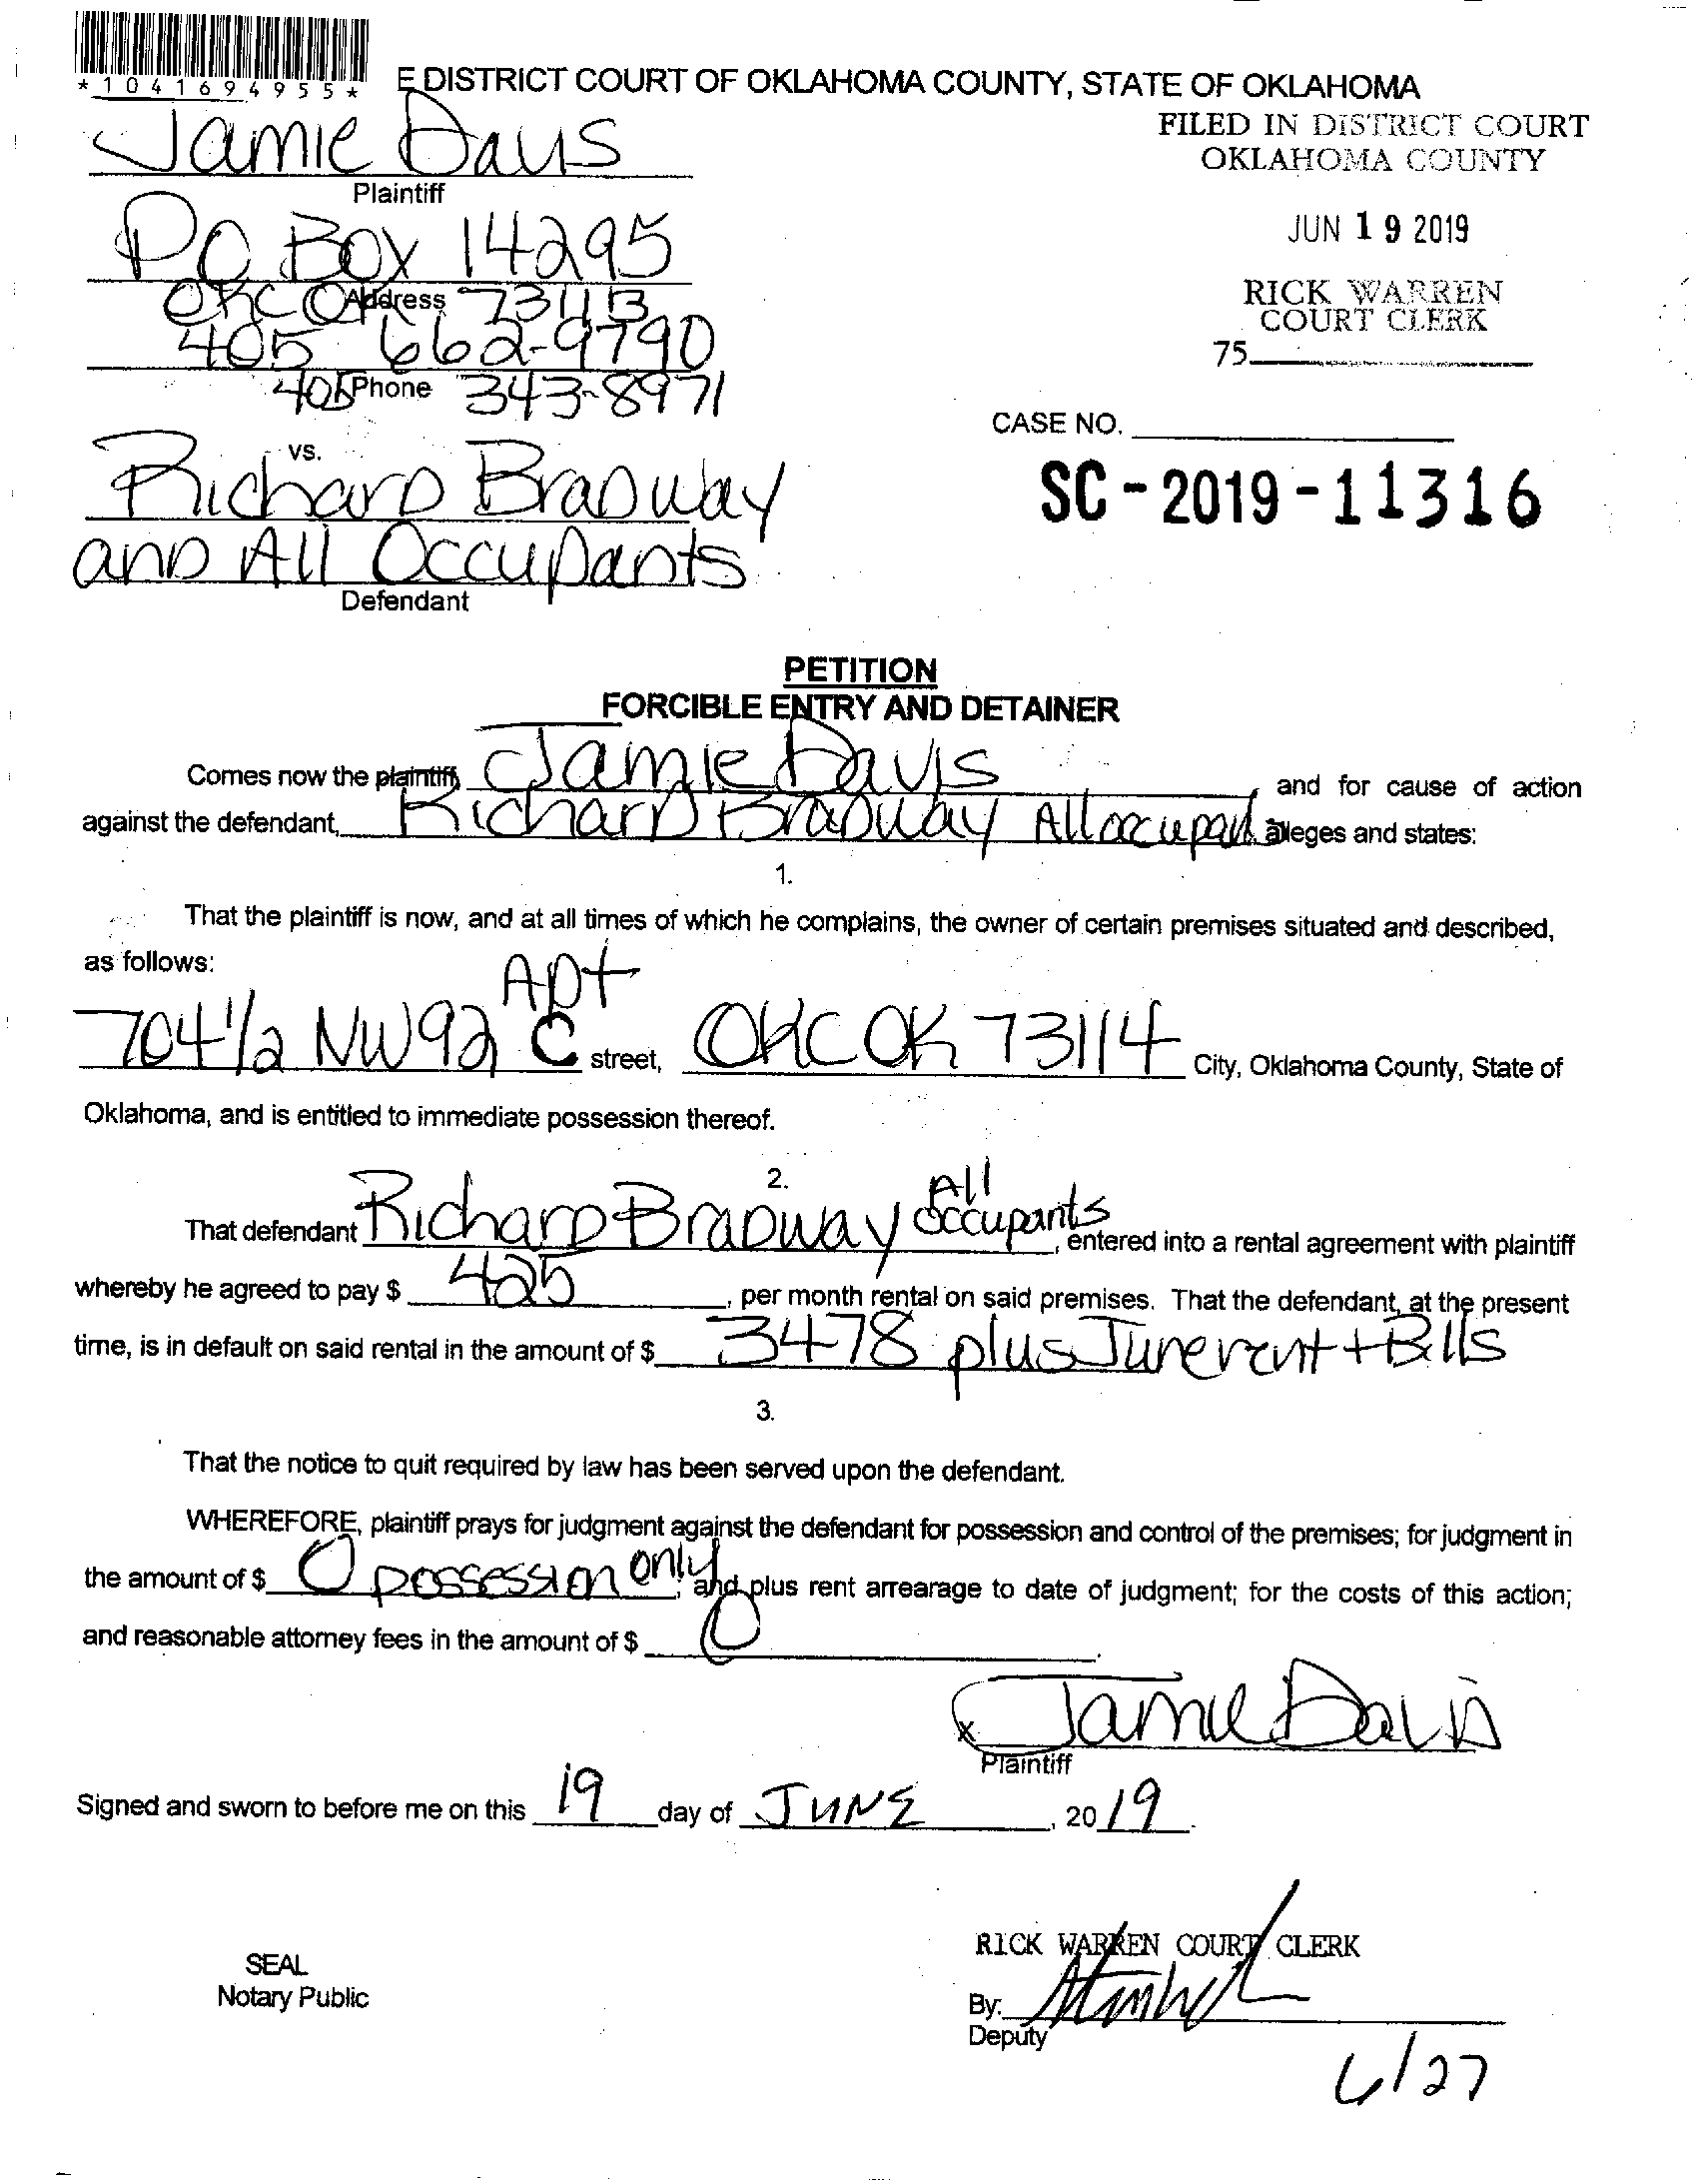 *1041694955*
E DISTRICT COURT OF OKLAHOMA COUNTY, STATE OF OKLAHOMA
FILED IN DISTRICT COURT
OKLAHOMA COUNTY
Jamie Davis
Plaintiff
JUN 19 2019
PO Box 14295
Address
OKC OK 73113
RICK WARREN
COURT CLERK
405 662-9790
75
Phone
405 343-8971
CASE NO.
SC-2019-11316
vs.
Richard Bradway
and All Occupants
Defendant
PETITION
FORCIBLE ENTRY AND DETAINER
Comes now the plaintiff, Jamie Davis, and for cause of action
against the defendant, Richard Bradway All occupant alleges and states:
1.
That the plaintiff is now, and at all times of which he complains, the owner of certain premises situated and described,
as follows:
704 1/2 NW 92 Apt C street, OKC OK 73114 City, Oklahoma County, State of
Oklahoma, and is entitled to immediate possession thereof.
2.
That defendant Richard Bradway All occupants, entered into a rental agreement with plaintiff
whereby he agreed to pay $ 425, per month rental on said premises. That the defendant, at the present
time, is in default on said rental in the amount of $ 3478 plus June rent + Bills
3.
That the notice to quit required by law has been served upon the defendant.
WHEREFORE, plaintiff prays for judgment against the defendant for possession and control of the premises; for judgment in
the amount of $ 0 possession only; and plus rent arrearage to date of judgment; for the costs of this action;
and reasonable attorney fees in the amount of $ 0.
x Jamie Davis
Plaintiff
Signed and sworn to before me on this 19 day of JUNE, 2019.
RICK WARREN COURT CLERK
SEAL
Notary Public
By:
Deputy
6/27